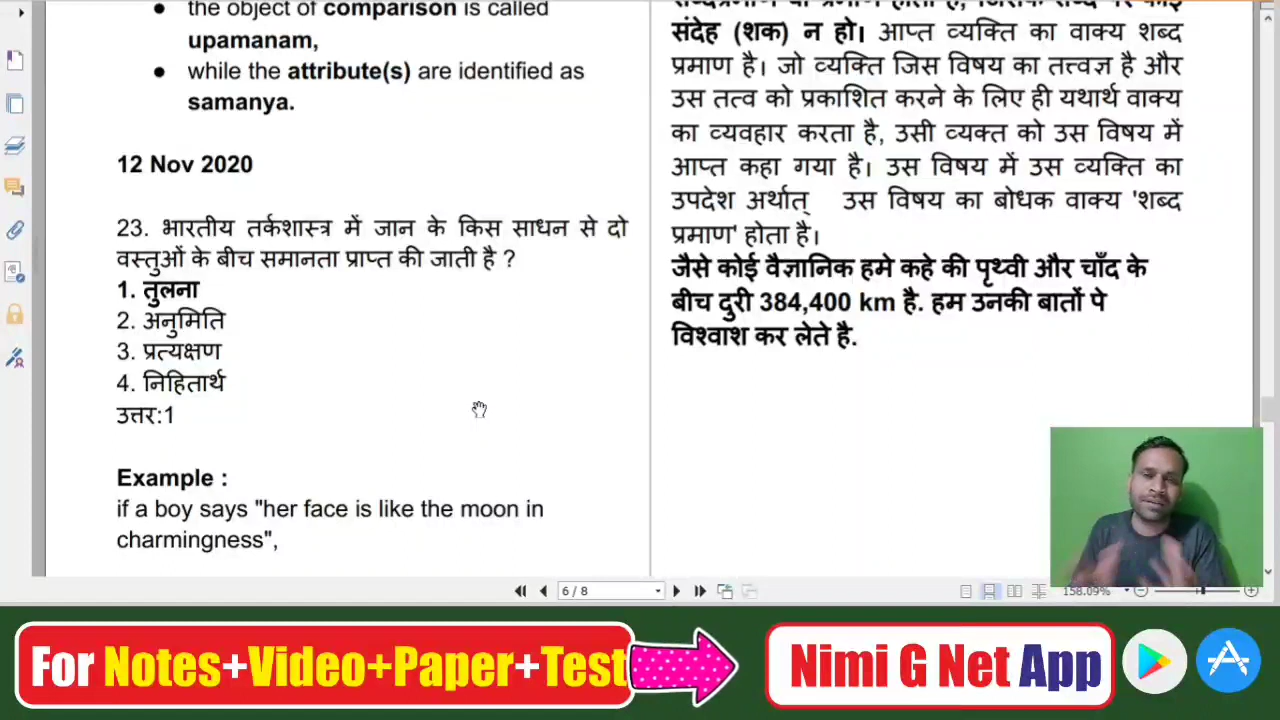 the object of comparison is called
upamanam,
while the attribute(s) are identified as
samanya.
12 Nov 2020
23. भारतीय तर्कशास्त्र में जान के किस साधन से दो
वस्तुओं के बीच समानता प्राप्त की जाती है ?
1. तुलना
2. अनुमिति
3. प्रत्यक्षण
4. निहितार्थ
उत्तर:1
Example :
if a boy says "her face is like the moon in
charmingness",
संदेह (शक) न हो। आप्त व्यक्ति का वाक्य शब्द
प्रमाण है। जो व्यक्ति जिस विषय का तत्त्वज्ञ है और
उस तत्व को प्रकाशित करने के लिए ही यथार्थ वाक्य
का व्यवहार करता है, उसी व्यक्त को उस विषय में
आप्त कहा गया है। उस विषय में उस व्यक्ति का
उपदेश अर्थात् उस विषय का बोधक वाक्य 'शब्द
प्रमाण' होता है।
जैसे कोई वैज्ञानिक हमे कहे की पृथ्वी और चाँद के
बीच दुरी 384,400 km है. हम उनकी बातों पे
विश्वाश कर लेते है.
6 / 8
158.09%
For Notes+Video+Paper+Test
Nimi G Net App